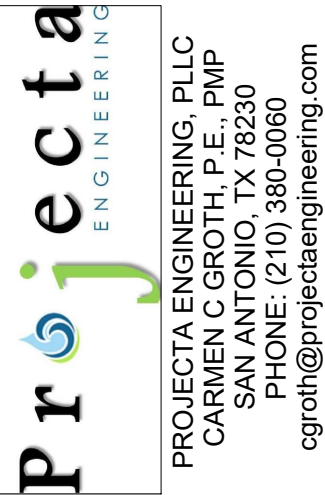 Projecta
ENGINEERING
PROJECTA ENGINEERING, PLLC
CARMEN C GROTH, P.E., PMP
SAN ANTONIO, TX 78230
PHONE: (210) 380-0060
cgroth@projectaengineering.com